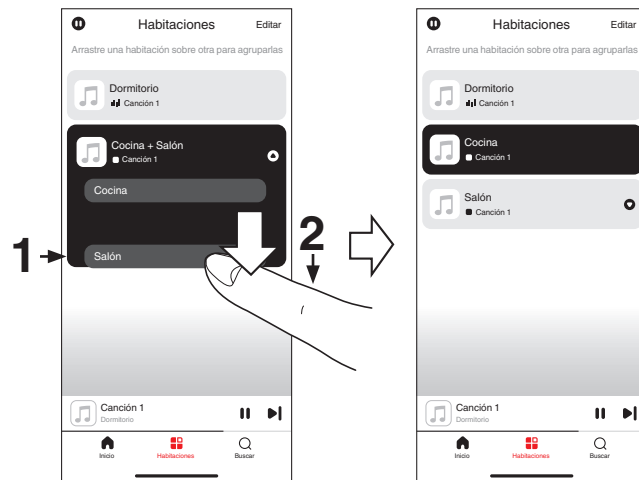 Habitaciones Editar
Arrastre una habitación sobre otra para agruparlas
Dormitorio
Canción 1
Cocina + Salón
Canción 1
Cocina
Salón
1
2
Canción 1
Dormitorio
Inicio Habitaciones Buscar
Habitaciones Editar
Arrastre una habitación sobre otra para agruparlas
Dormitorio
Canción 1
Cocina
Canción 1
Salón
Canción 1
Canción 1
Dormitorio
Inicio Habitaciones Buscar